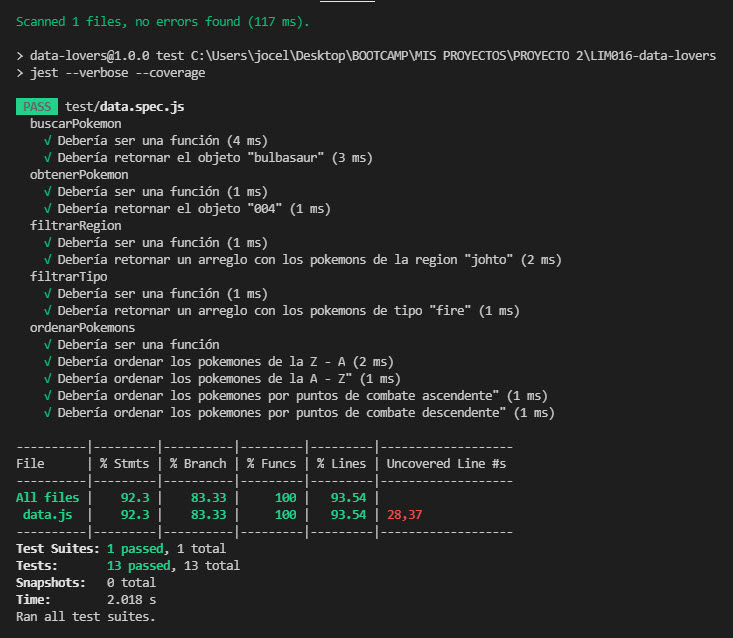 Scanned 1 files, no errors found (117 ms).
> data-lovers@1.0.0 test C:\Users\jocel\Desktop\BOOTCAMP\MIS PROYECTOS\PROYECTO 2\LIM016-data-lovers
> jest --verbose --coverage
PASS test/data.spec.js
buscarPokemon
√ Debería ser una función (4 ms)
√ Debería retornar el objeto "bulbasaur" (3 ms)
obtenerPokemon
√ Debería ser una función (1 ms)
√ Debería retornar el objeto "004" (1 ms)
filtrarRegion
√ Debería ser una función (1 ms)
√ Debería retornar un arreglo con los pokemons de la region "johto" (2 ms)
filtrarTipo
√ Debería ser una función (1 ms)
√ Debería retornar un arreglo con los pokemons de tipo "fire" (1 ms)
ordenarPokemons
√ Debería ser una función
√ Debería ordenar los pokemones de la Z - A (2 ms)
√ Debería ordenar los pokemones de la A - Z" (1 ms)
√ Debería ordenar los pokemones por puntos de combate ascendente" (1 ms)
√ Debería ordenar los pokemones por puntos de combate descendente" (1 ms)
----------|---------|----------|---------|---------|-------------------
File      | % Stmts | % Branch | % Funcs | % Lines | Uncovered Line #s
----------|---------|----------|---------|---------|-------------------
All files |    92.3 |    83.33 |     100 |   93.54 |
data.js  |    92.3 |    83.33 |     100 |   93.54 | 28,37
----------|---------|----------|---------|---------|-------------------
Test Suites: 1 passed, 1 total
Tests:       13 passed, 13 total
Snapshots:   0 total
Time:        2.018 s
Ran all test suites.